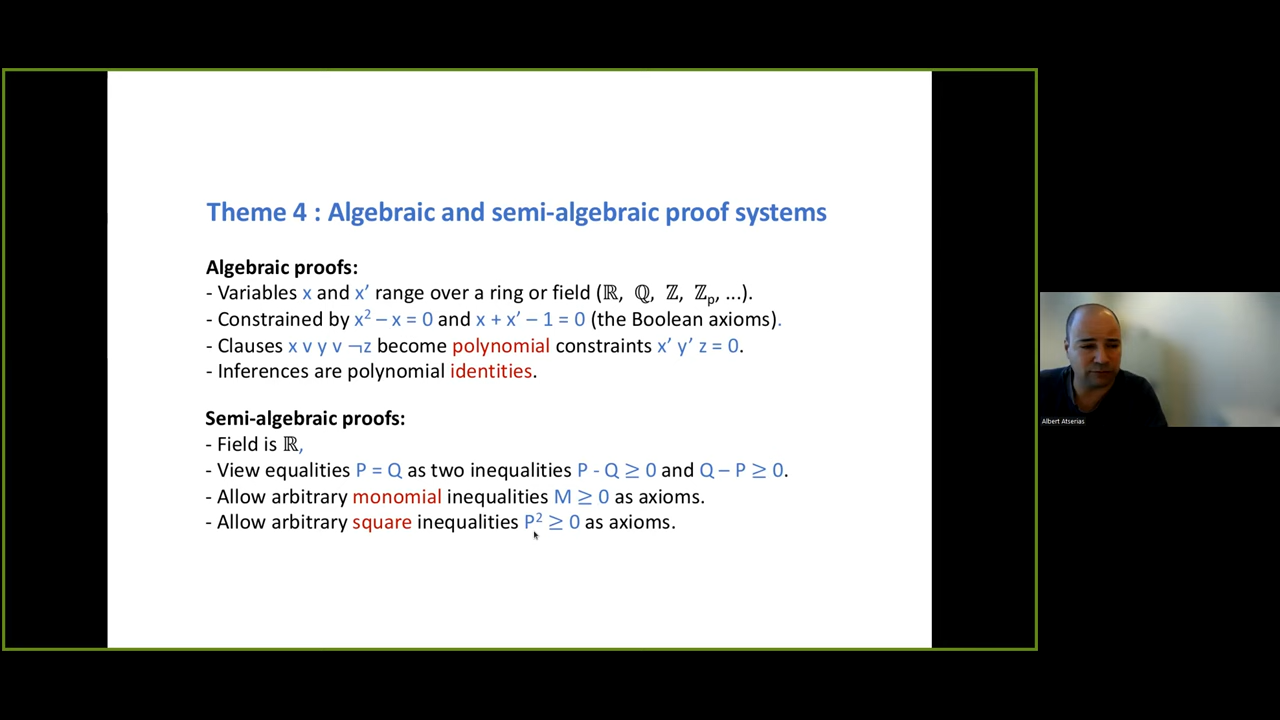 Theme 4 : Algebraic and semi-algebraic proof systems
Algebraic proofs:
- Variables x and x’ range over a ring or field (ℝ, ℚ, ℤ, ℤₚ, ...).
- Constrained by x² – x = 0 and x + x’ – 1 = 0 (the Boolean axioms).
- Clauses x v y v ¬z become polynomial constraints x’ y’ z = 0.
- Inferences are polynomial identities.
Semi-algebraic proofs:
- Field is ℝ,
- View equalities P = Q as two inequalities P - Q ≥ 0 and Q – P ≥ 0.
- Allow arbitrary monomial inequalities M ≥ 0 as axioms.
- Allow arbitrary square inequalities P² ≥ 0 as axioms.
Albert Atserias